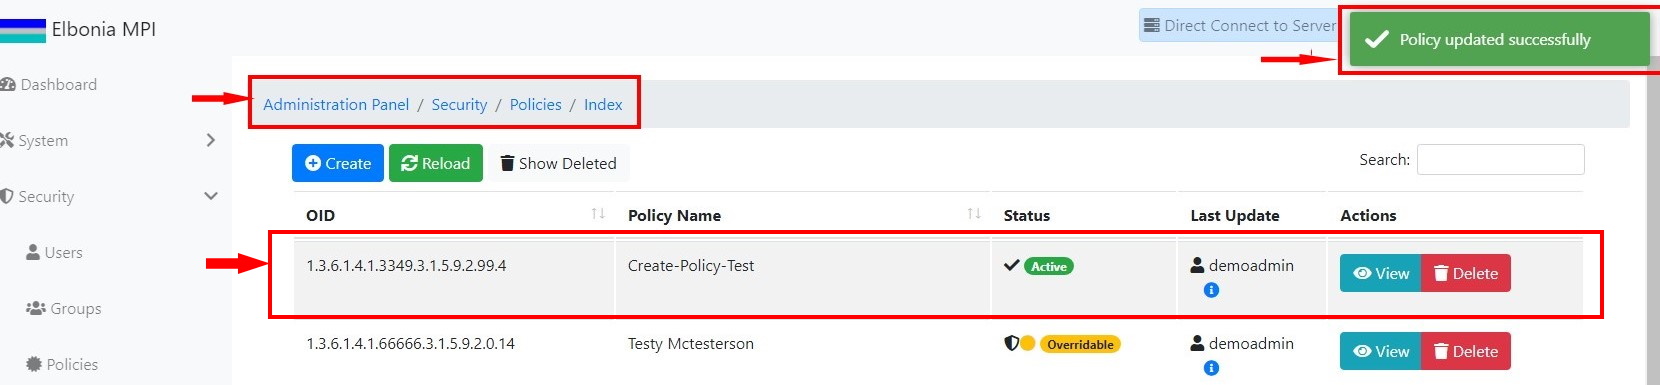 Elbonia MPI
Direct Connect to Server
Policy updated successfully
Dashboard
System
Security
Users
Groups
Policies
Administration Panel / Security / Policies / Index
Create Reload Show Deleted
Search:
OID Policy Name Status Last Update Actions
1.3.6.1.4.1.3349.3.1.5.9.2.99.4 Create-Policy-Test Active demoadmin View Delete
1.3.6.1.4.1.66666.3.1.5.9.2.0.14 Testy Mctesterson Overridable demoadmin View Delete